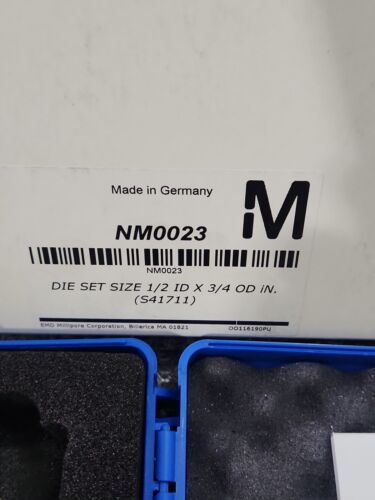 Made in Germany
M
NM0023
NM0023
DIE SET SIZE 1/2 ID X 3/4 OD iN.
(S41711)
EMD Millipore Corporation, Billerica MA 01821 OO116190PU